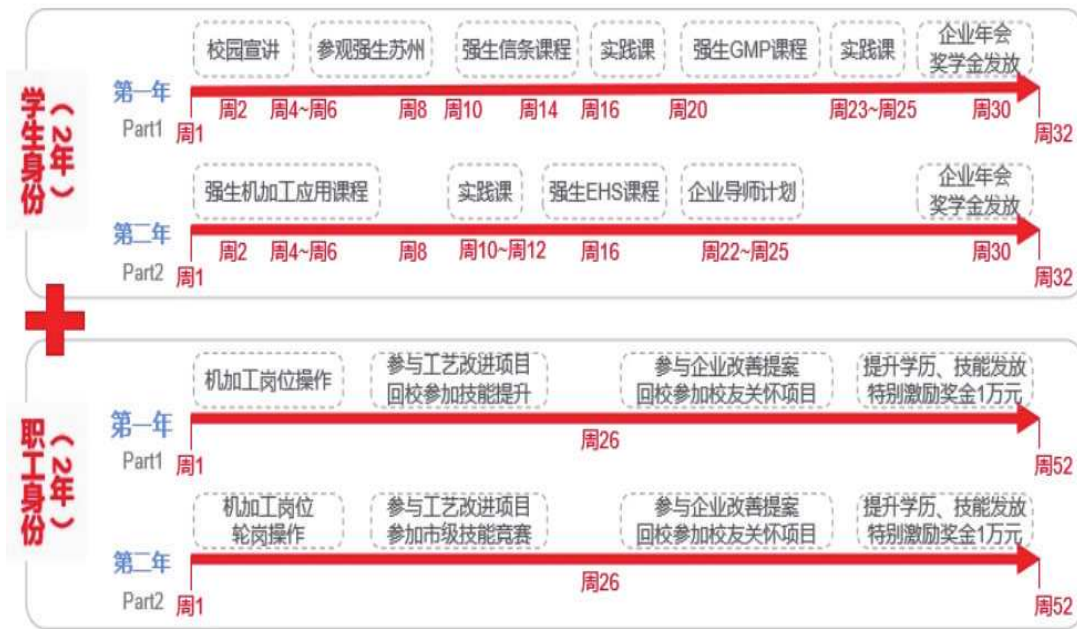 学生身份
（2年）
校园宣讲
参观强生苏州
强生信条课程
实践课
强生GMP课程
实践课
企业年会
奖学金发放
第一年
Part1
周1
周2
周4~周6
周8
周10
周14
周16
周20
周23~周25
周30
周32
强生机加工应用课程
实践课
强生EHS课程
企业导师计划
企业年会
奖学金发放
第二年
Part2
周1
周2
周4~周6
周8
周10~周12
周16
周22~周25
周30
周32
职工身份
（2年）
机加工岗位操作
参与工艺改进项目
回校参加技能提升
参与企业改善提案
回校参加校友关怀项目
提升学历、技能发放
特别激励奖金1万元
第一年
Part1
周1
周26
周52
机加工岗位
轮岗操作
参与工艺改进项目
参加市级技能竞赛
参与企业改善提案
回校参加校友关怀项目
提升学历、技能发放
特别激励奖金1万元
第二年
Part2
周1
周26
周52